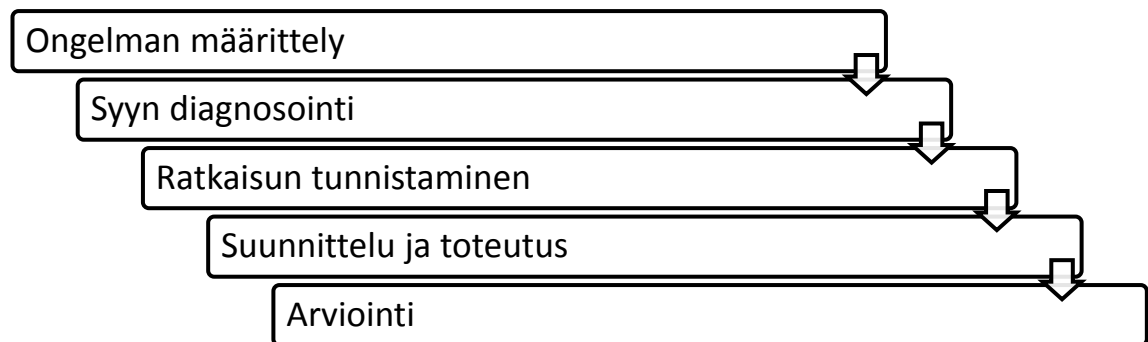 Ongelman määrittely
Syyn diagnosointi
Ratkaisun tunnistaminen
Suunnittelu ja toteutus
Arviointi